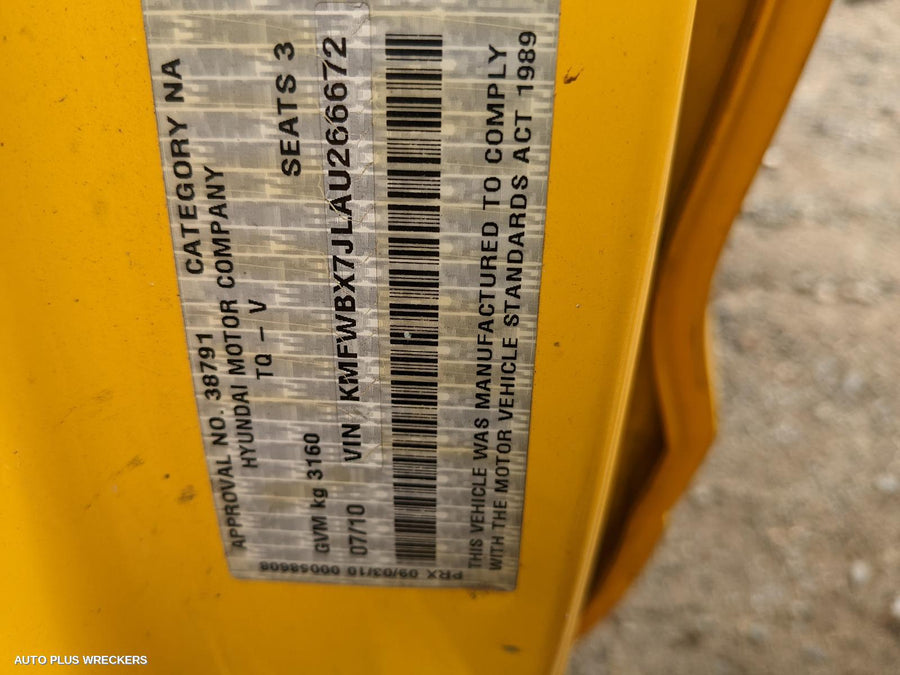 APPROVAL NO. 38791 CATEGORY NA
HYUNDAI MOTOR COMPANY
TQ – V
SEATS 3
GVM kg 3160
VIN KMFWBX7JLAU266672
07/10
THIS VEHICLE WAS MANUFACTURED TO COMPLY
WITH THE MOTOR VEHICLE STANDARDS ACT 1989
PRX 09/03/10
AUTO PLUS WRECKERS